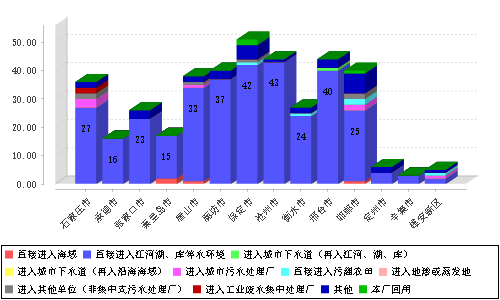 50.00
40.00
30.00
20.00
10.00
0.00
27
16
23
15
33
37
42
43
24
40
25
石家庄市
承德市
张家口市
秦皇岛市
唐山市
廊坊市
保定市
沧州市
衡水市
邢台市
邯郸市
定州市
辛集市
雄安新区
直接进入海域 直接进入江河湖、库等水环境 进入城市下水道（再入江河、湖、库）
进入城市下水道（再入沿海海域） 进入城市污水处理厂 直接进入污灌农田 进入地渗或蒸发地
进入其他单位（非集中式污水处理厂） 进入工业废水集中处理厂 其他 本厂回用